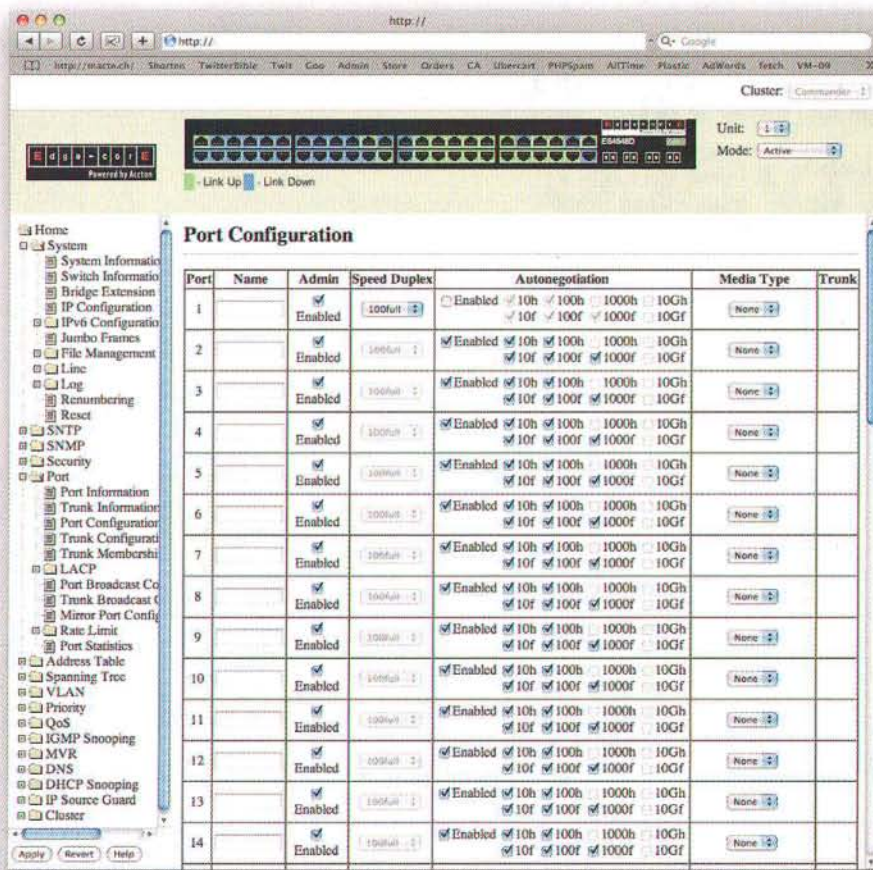 http://
http://
Google
http://macte.ch/ Shorten TwitterBible Twit Goo Admin Store Orders CA Ubercart PHPSpam AllTime Plastic AdWords fetch VM-09
Cluster: Commander
Edge-corE
Powered by Accton
ES4548D
Unit: 1
Mode: Active
- Link Up - Link Down
Home
System
System Informatio
Switch Informatio
Bridge Extension
IP Configuration
IPv6 Configuratio
Jumbo Frames
File Management
Line
Log
Renumbering
Reset
SNTP
SNMP
Security
Port
Port Information
Trunk Information
Port Configuration
Trunk Configurati
Trunk Membershi
LACP
Port Broadcast Co
Trunk Broadcast C
Mirror Port Config
Rate Limit
Port Statistics
Address Table
Spanning Tree
VLAN
Priority
QoS
IGMP Snooping
MVR
DNS
DHCP Snooping
IP Source Guard
Cluster
Apply Revert Help
Port Configuration
Port Name Admin Speed Duplex Autonegotiation Media Type Trunk
1 Enabled 100full Enabled 10h 100h 1000h 10Gh None
10f 100f 1000f 10Gf
2 Enabled 100full Enabled 10h 100h 1000h 10Gh None
10f 100f 1000f 10Gf
3 Enabled 100full Enabled 10h 100h 1000h 10Gh None
10f 100f 1000f 10Gf
4 Enabled 100full Enabled 10h 100h 1000h 10Gh None
10f 100f 1000f 10Gf
5 Enabled 100full Enabled 10h 100h 1000h 10Gh None
10f 100f 1000f 10Gf
6 Enabled 100full Enabled 10h 100h 1000h 10Gh None
10f 100f 1000f 10Gf
7 Enabled 100full Enabled 10h 100h 1000h 10Gh None
10f 100f 1000f 10Gf
8 Enabled 100full Enabled 10h 100h 1000h 10Gh None
10f 100f 1000f 10Gf
9 Enabled 100full Enabled 10h 100h 1000h 10Gh None
10f 100f 1000f 10Gf
10 Enabled 100full Enabled 10h 100h 1000h 10Gh None
10f 100f 1000f 10Gf
11 Enabled 100full Enabled 10h 100h 1000h 10Gh None
10f 100f 1000f 10Gf
12 Enabled 100full Enabled 10h 100h 1000h 10Gh None
10f 100f 1000f 10Gf
13 Enabled 100full Enabled 10h 100h 1000h 10Gh None
10f 100f 1000f 10Gf
14 Enabled 100full Enabled 10h 100h 1000h 10Gh None
10f 100f 1000f 10Gf